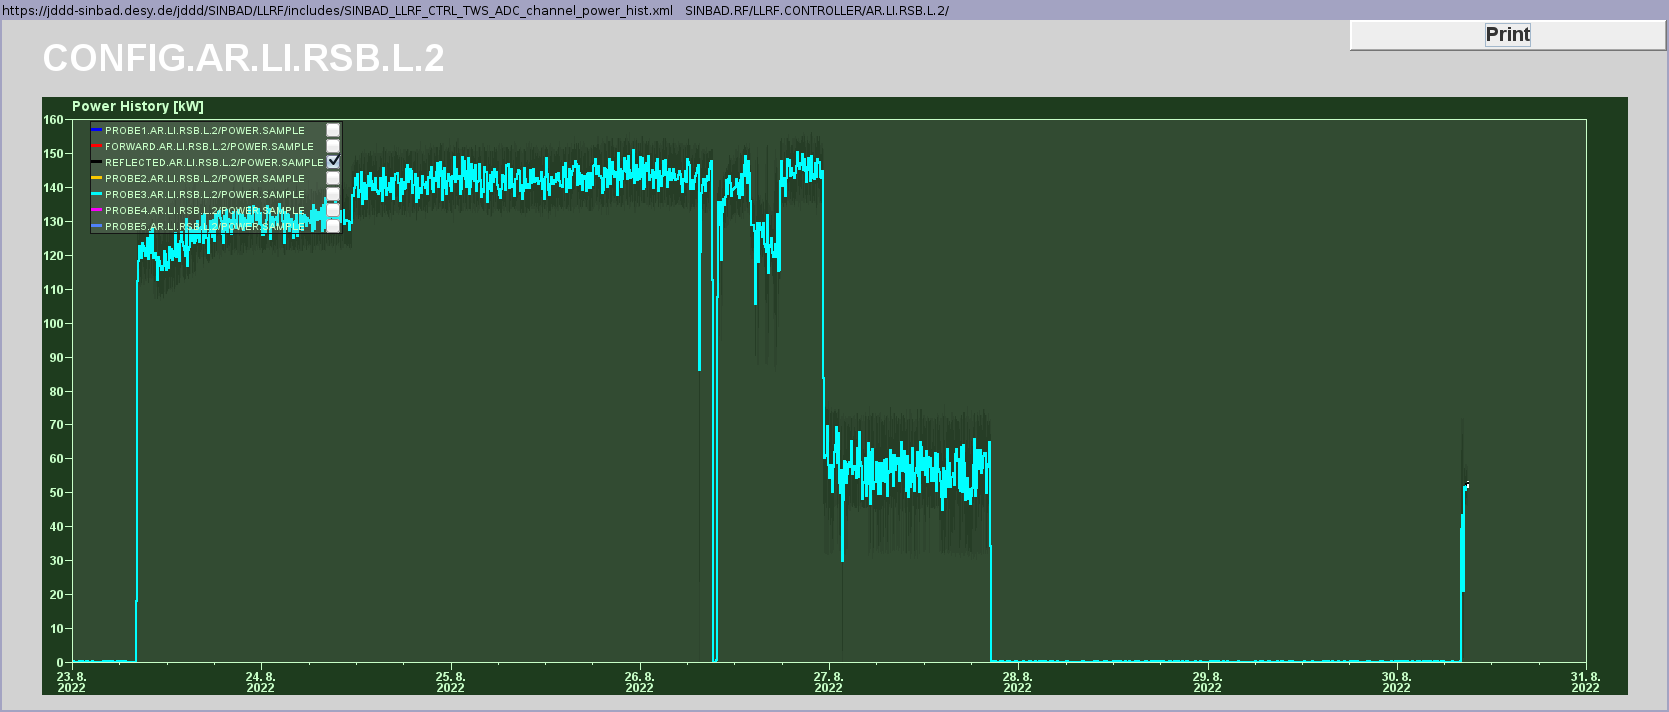 https://jddd-sinbad.desy.de/jddd/SINBAD/LLRF/includes/SINBAD_LLRF_CTRL_TWS_ADC_channel_power_hist.xml SINBAD.RF/LLRF.CONTROLLER/AR.LI.RSB.L.2/
Print
CONFIG.AR.LI.RSB.L.2
Power History [kW]
160
PROBE1.AR.LI.RSB.L.2/POWER.SAMPLE
FORWARD.AR.LI.RSB.L.2/POWER.SAMPLE
150
REFLECTED.AR.LI.RSB.L.2/POWER.SAMPLE
PROBE2.AR.LI.RSB.L.2/POWER.SAMPLE
140
PROBE3.AR.LI.RSB.L.2/POWER.SAMPLE
PROBE4.AR.LI.RSB.L.2/POWER.SAMPLE
130
PROBE5.AR.LI.RSB.L.2/POWER.SAMPLE
120
110
100
90
80
70
60
50
40
30
20
10
0
23. 8. 24. 8. 25. 8. 26. 8. 27. 8. 28. 8. 29. 8. 30. 8. 31. 8.
2022 2022 2022 2022 2022 2022 2022 2022 2022